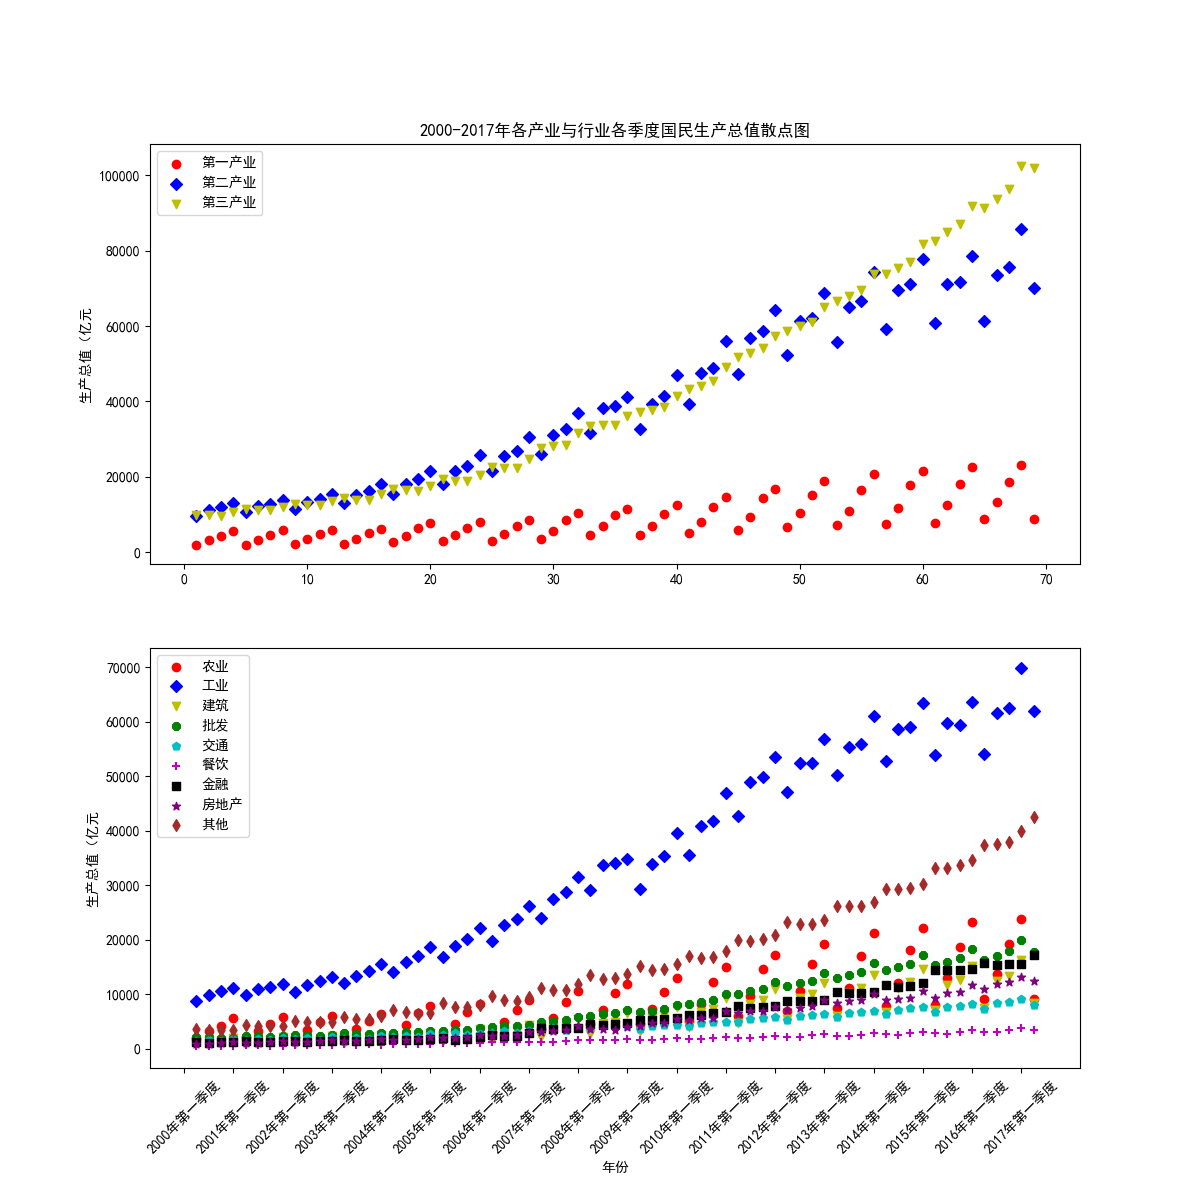 2000-2017年各产业与行业各季度国民生产总值散点图
第一产业
第二产业
第三产业
100000
80000
60000
40000
20000
0
生产总值（亿元
0 10 20 30 40 50 60 70
农业
工业
建筑
批发
交通
餐饮
金融
房地产
其他
70000
60000
50000
40000
30000
20000
10000
0
生产总值（亿元
2000年第一季度
2001年第一季度
2002年第一季度
2003年第一季度
2004年第一季度
2005年第一季度
2006年第一季度
2007年第一季度
2008年第一季度
2009年第一季度
2010年第一季度
2011年第一季度
2012年第一季度
2013年第一季度
2014年第一季度
2015年第一季度
2016年第一季度
2017年第一季度
年份